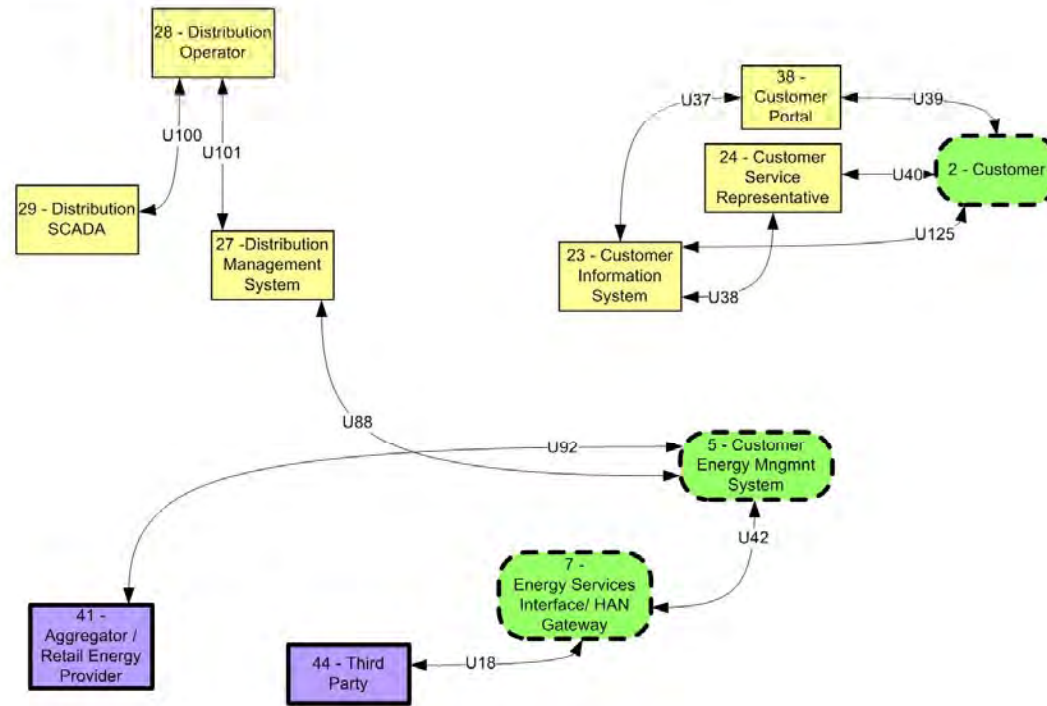 28 - Distribution
Operator
38 -
Customer
Portal
U37
U39
U100
U101
24 - Customer
Service
Representative
U40
2 - Customer
29 - Distribution
SCADA
27 -Distribution
Management
System
U125
23 - Customer
Information
System
U38
U88
U92
5 - Customer
Energy Mngmnt
System
U42
7 -
Energy Services
Interface/ HAN
Gateway
41 -
Aggregator /
Retail Energy
Provider
44 - Third
Party
U18